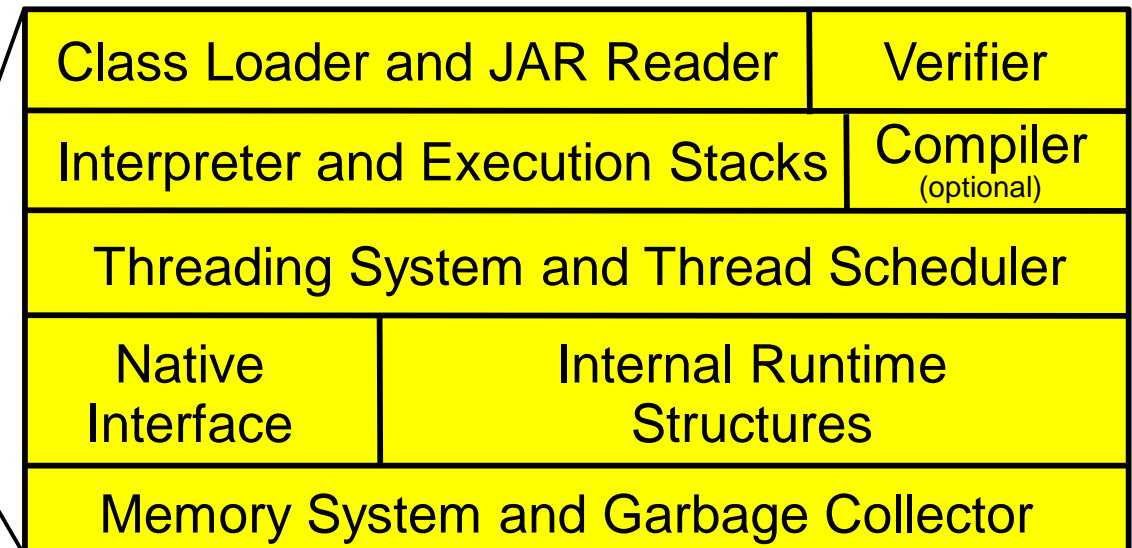 Class Loader and JAR Reader
Verifier
Interpreter and Execution Stacks
Compiler
(optional)
Threading System and Thread Scheduler
Native
Interface
Internal Runtime
Structures
Memory System and Garbage Collector